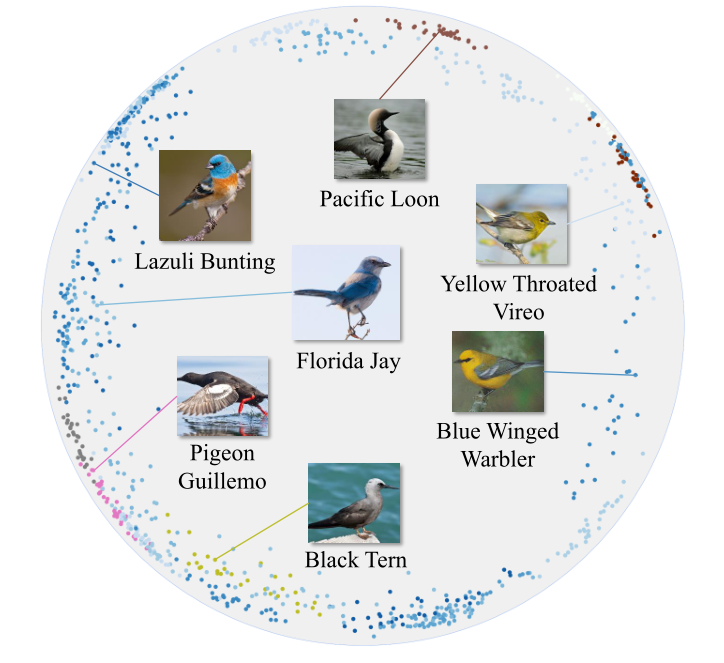 Pacific Loon
Lazuli Bunting
Yellow Throated
Vireo
Florida Jay
Blue Winged
Warbler
Pigeon
Guillemo
Black Tern